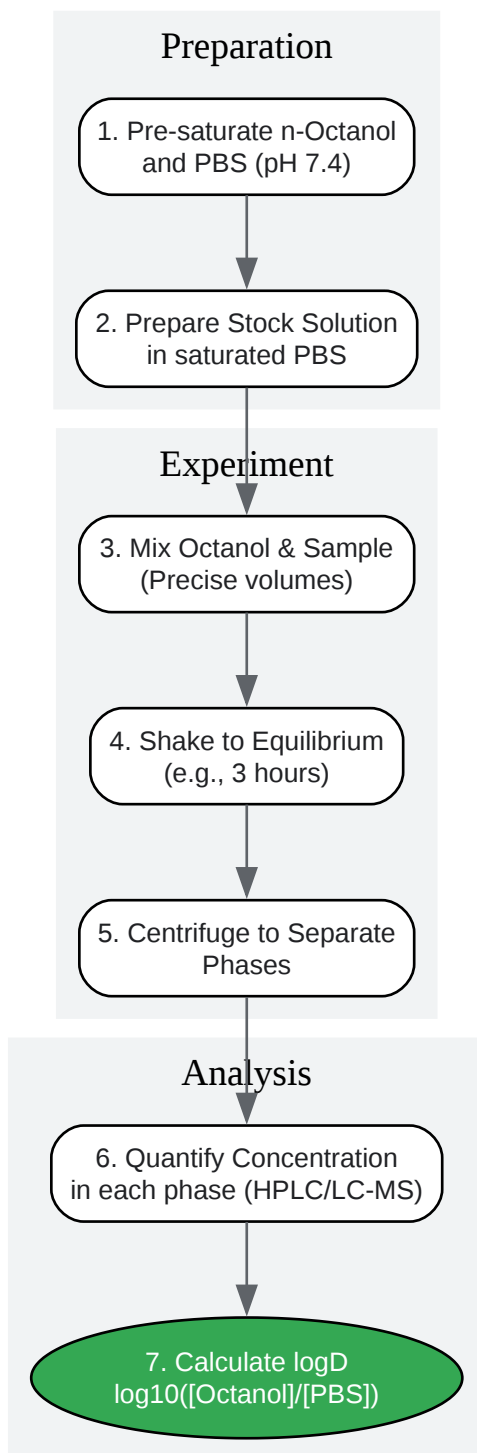 Preparation
1. Pre-saturate n-Octanol
and PBS (pH 7.4)
2. Prepare Stock Solution
in saturated PBS
Experiment
3. Mix Octanol & Sample
(Precise volumes)
4. Shake to Equilibrium
(e.g., 3 hours)
5. Centrifuge to Separate
Phases
Analysis
6. Quantify Concentration
in each phase (HPLC/LC-MS)
7. Calculate logD
log10([Octanol]/[PBS])